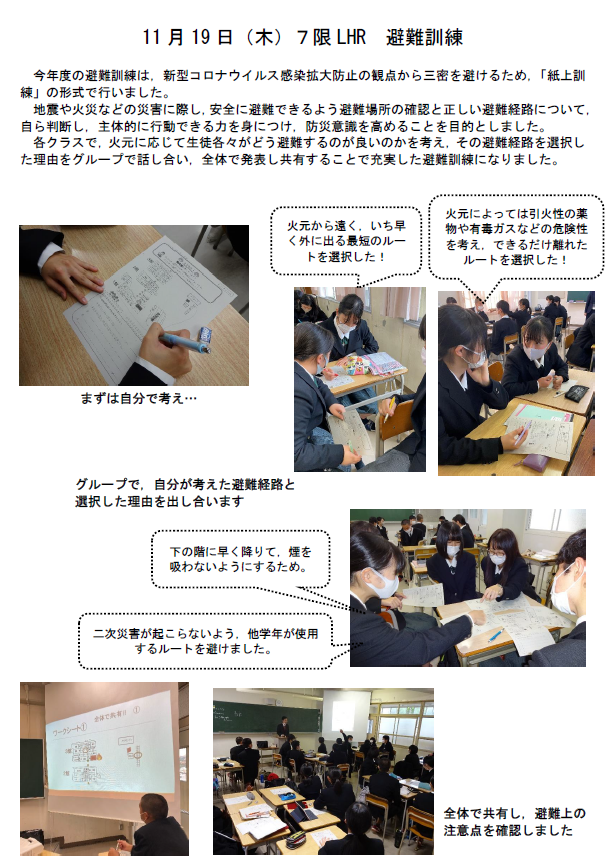 11月19日（木）７限LHR　避難訓練
今年度の避難訓練は，新型コロナウイルス感染拡大防止の観点から三密を避けるため，「紙上訓
練」の形式で行いました。
地震や火災などの災害に際し，安全に避難できるよう避難場所の確認と正しい避難経路について，
自ら判断し，主体的に行動できる力を身につけ，防災意識を高めることを目的としました。
各クラスで，火元に応じて生徒各々がどう避難するのが良いのかを考え，その避難経路を選択し
た理由をグループで話し合い，全体で発表し共有することで充実した避難訓練になりました。
火元から遠く，いち早
く外に出る最短のルー
トを選択した！
火元によっては引火性の薬
物や有毒ガスなどの危険性
を考え，できるだけ離れた
ルートを選択した！
まずは自分で考え…
グループで，自分が考えた避難経路と
選択した理由を出し合います
下の階に早く降りて，煙を
吸わないようにするため。
二次災害が起こらないよう，他学年が使用
するルートを避けました。
ワークシート① 全体で共有り ①
全体で共有し，避難上の
注意点を確認しました